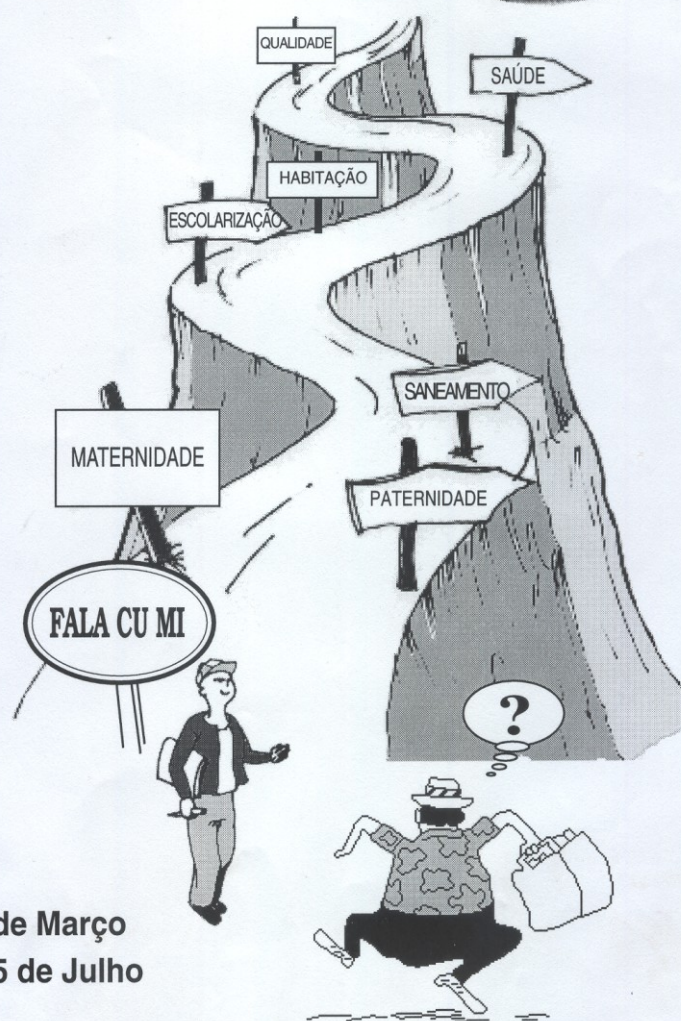 QUALIDADE
SAÚDE
HABITAÇÃO
ESCOLARIZAÇÃO
SANEAMENTO
MATERNIDADE
PATERNIDADE
FALA CU MI
?
de Março
5 de Julho